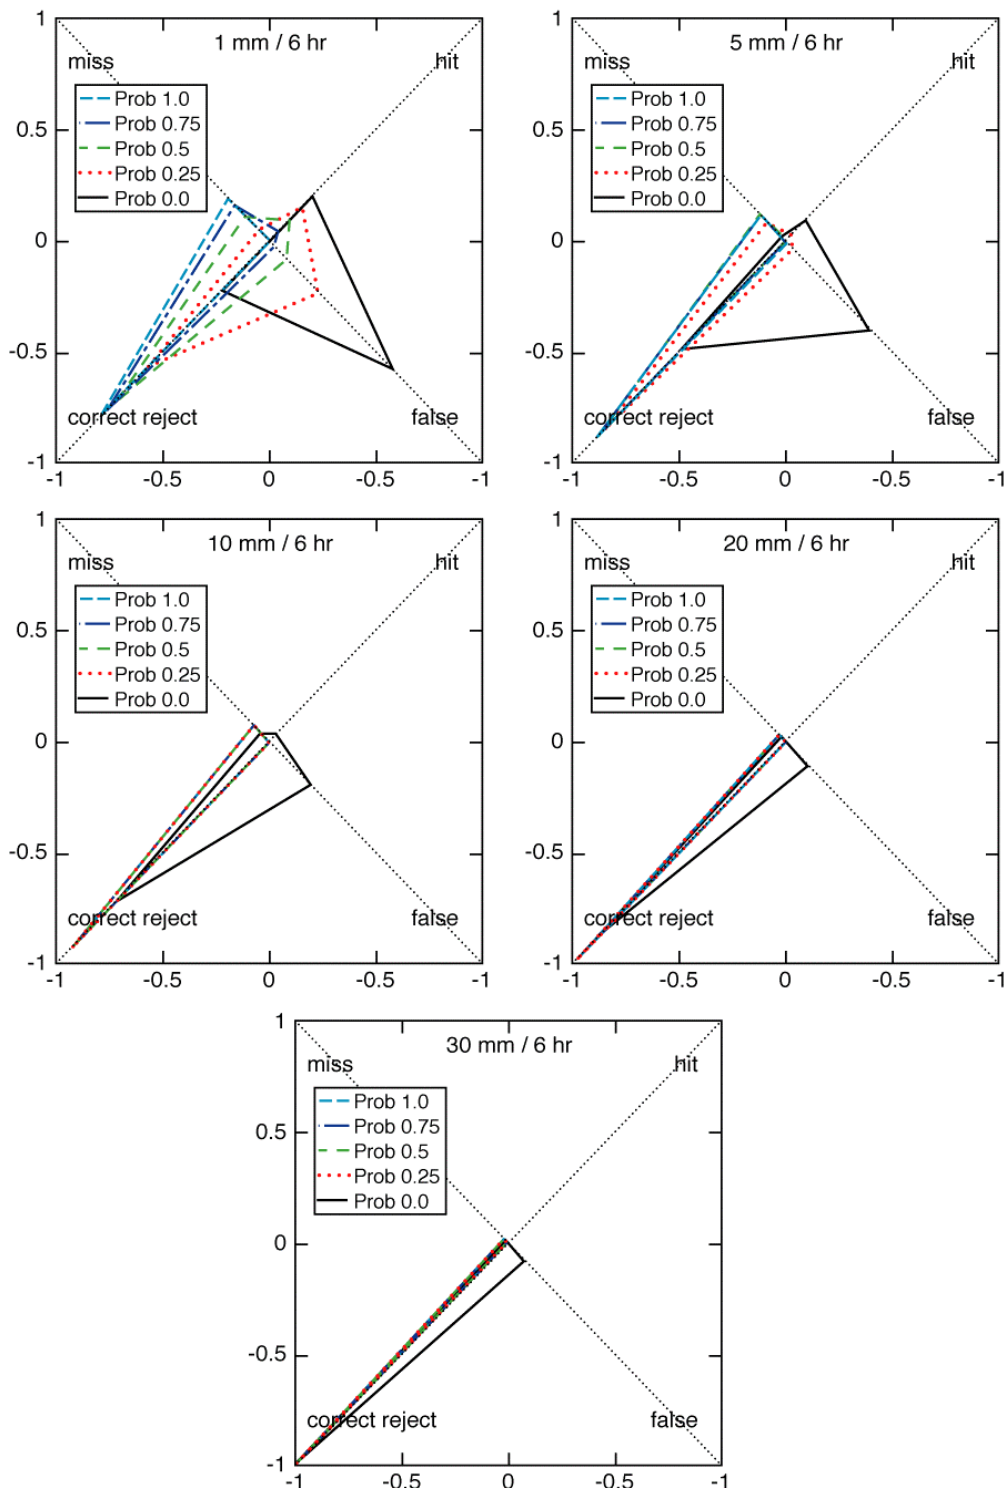 1 mm / 6 hr
miss
hit
Prob 1.0
Prob 0.75
Prob 0.5
Prob 0.25
Prob 0.0
correct reject
false
1
0.5
0
-0.5
-1
-1
-0.5
0
-0.5
-1
5 mm / 6 hr
miss
hit
Prob 1.0
Prob 0.75
Prob 0.5
Prob 0.25
Prob 0.0
correct reject
false
1
0.5
0
-0.5
-1
-1
-0.5
0
-0.5
-1
10 mm / 6 hr
miss
hit
Prob 1.0
Prob 0.75
Prob 0.5
Prob 0.25
Prob 0.0
correct reject
false
1
0.5
0
-0.5
-1
-1
-0.5
0
-0.5
-1
20 mm / 6 hr
miss
hit
Prob 1.0
Prob 0.75
Prob 0.5
Prob 0.25
Prob 0.0
correct reject
false
1
0.5
0
-0.5
-1
-1
-0.5
0
-0.5
-1
30 mm / 6 hr
miss
hit
Prob 1.0
Prob 0.75
Prob 0.5
Prob 0.25
Prob 0.0
correct reject
false
1
0.5
0
-0.5
-1
-1
-0.5
0
-0.5
-1